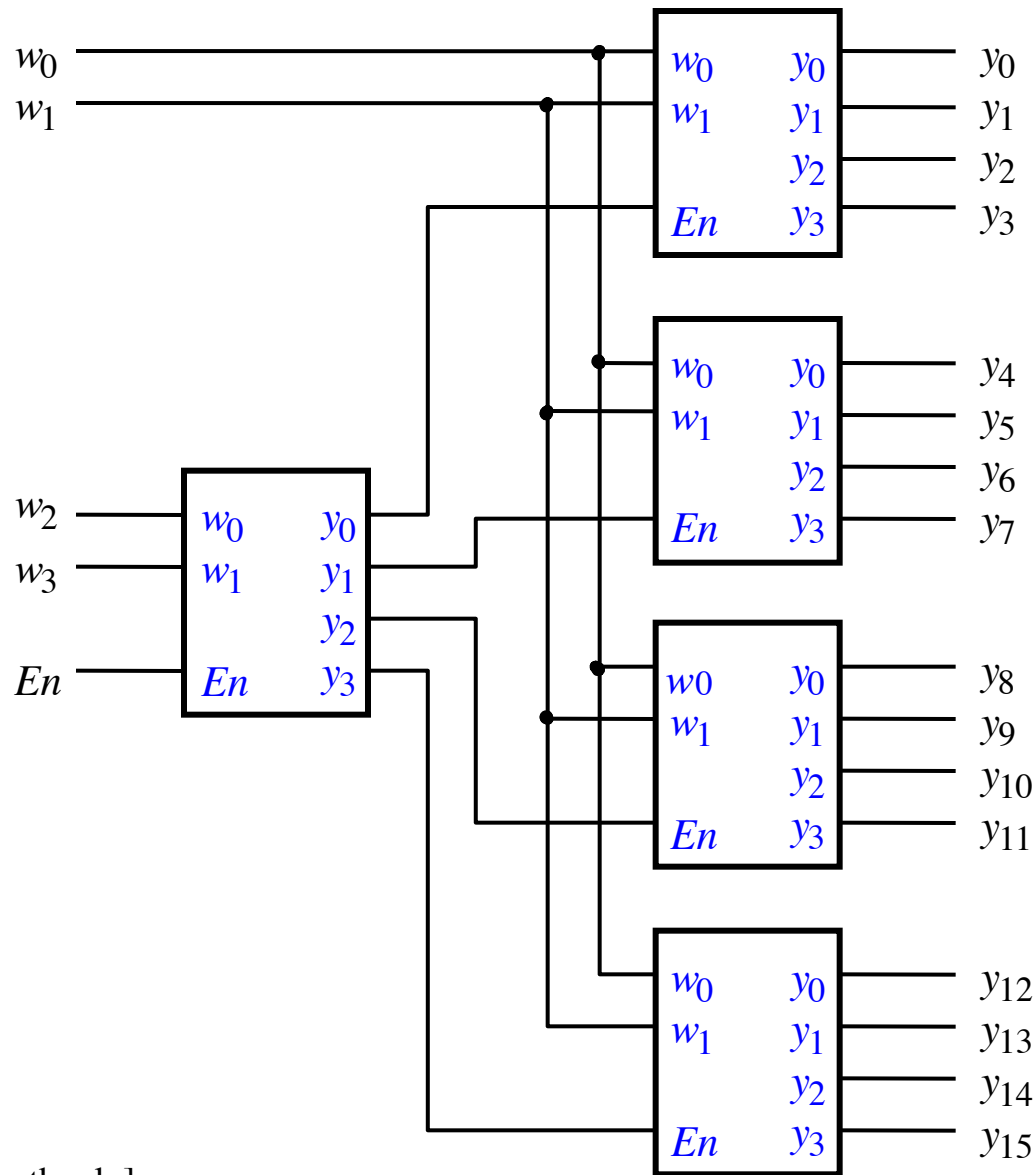 w0 w0 y0 y0
w1 w1 y1 y1
y2 y2
En y3 y3
w0 y0 y4
w1 y1 y5
y2 y6
En y3 y7
w2 w0 y0
w3 w1 y1
y2
En En y3
w0 y0 y8
w1 y1 y9
y2 y10
En y3 y11
w0 y0 y12
w1 y1 y13
y2 y14
En y3 y15